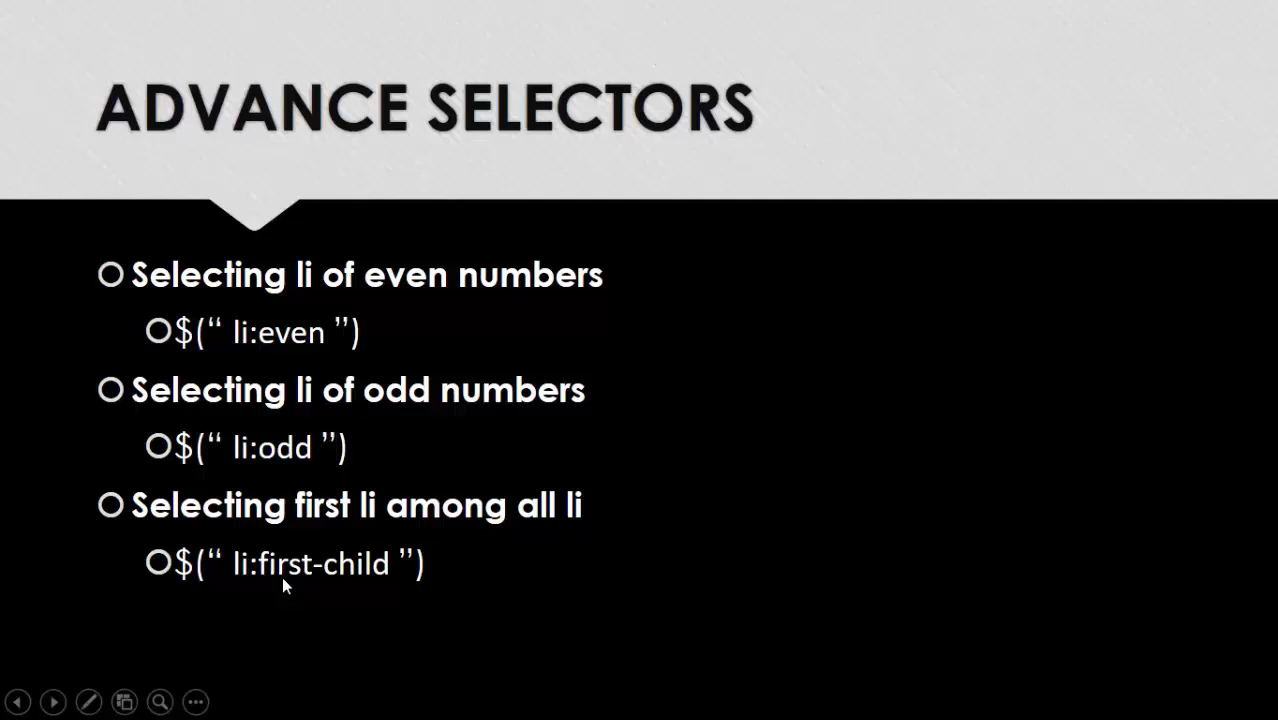 ADVANCE SELECTORS
Selecting li of even numbers
$(“ li:even ”)
Selecting li of odd numbers
$(“ li:odd ”)
Selecting first li among all li
$(“ li:first-child ”)